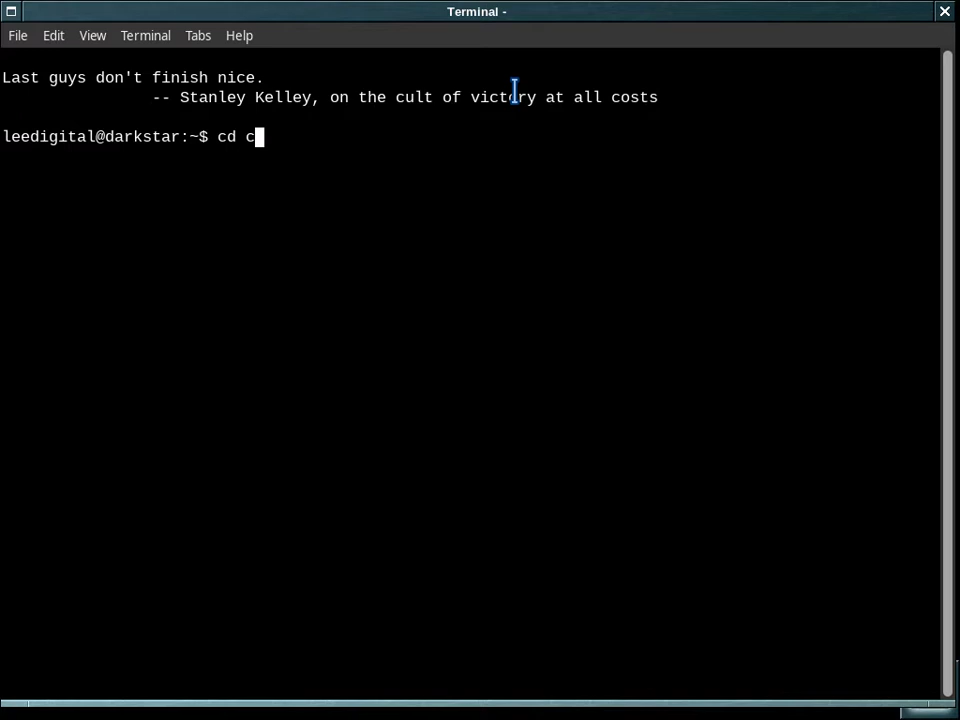 Terminal -
File Edit View Terminal Tabs Help
Last guys don't finish nice.
-- Stanley Kelley, on the cult of victory at all costs
leedigital@darkstar:~$ cd c